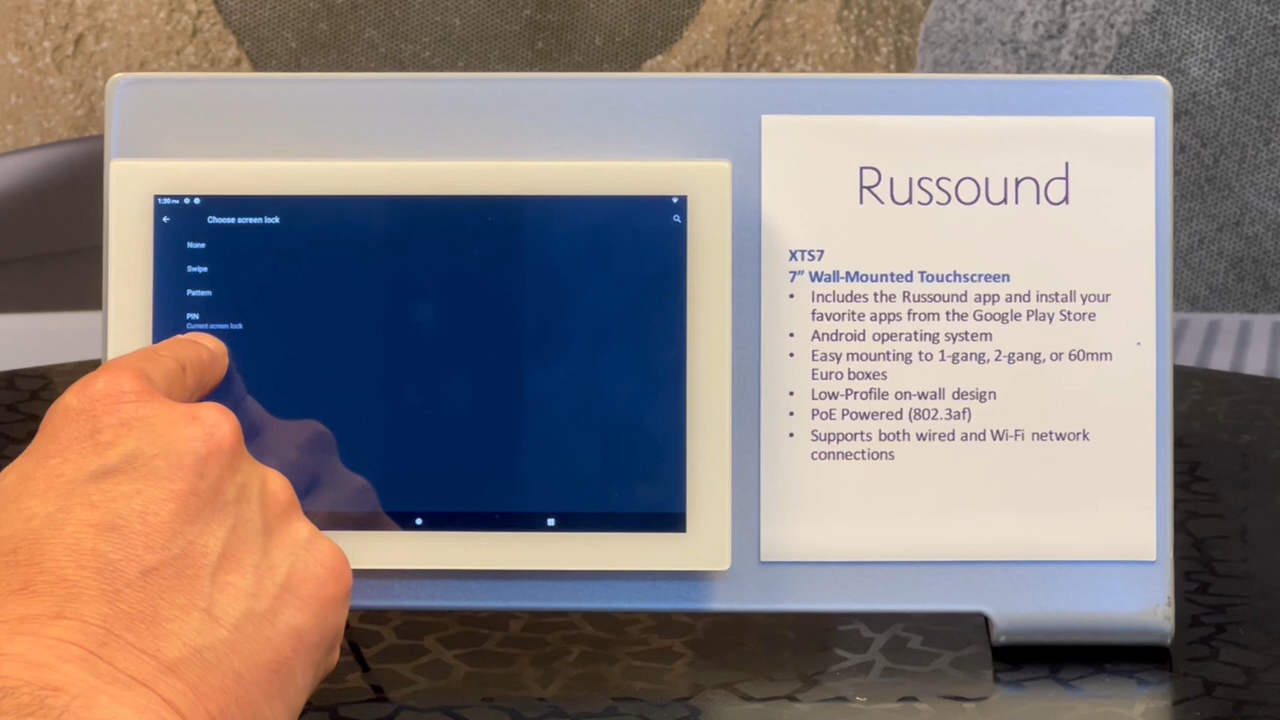 1:30 PM
Choose screen lock
None
Swipe
Pattern
PIN
Current screen lock
Russound
XTS7
7” Wall-Mounted Touchscreen
• Includes the Russound app and install your
favorite apps from the Google Play Store
• Android operating system
• Easy mounting to 1-gang, 2-gang, or 60mm
Euro boxes
• Low-Profile on-wall design
• PoE Powered (802.3af)
• Supports both wired and Wi-Fi network
connections